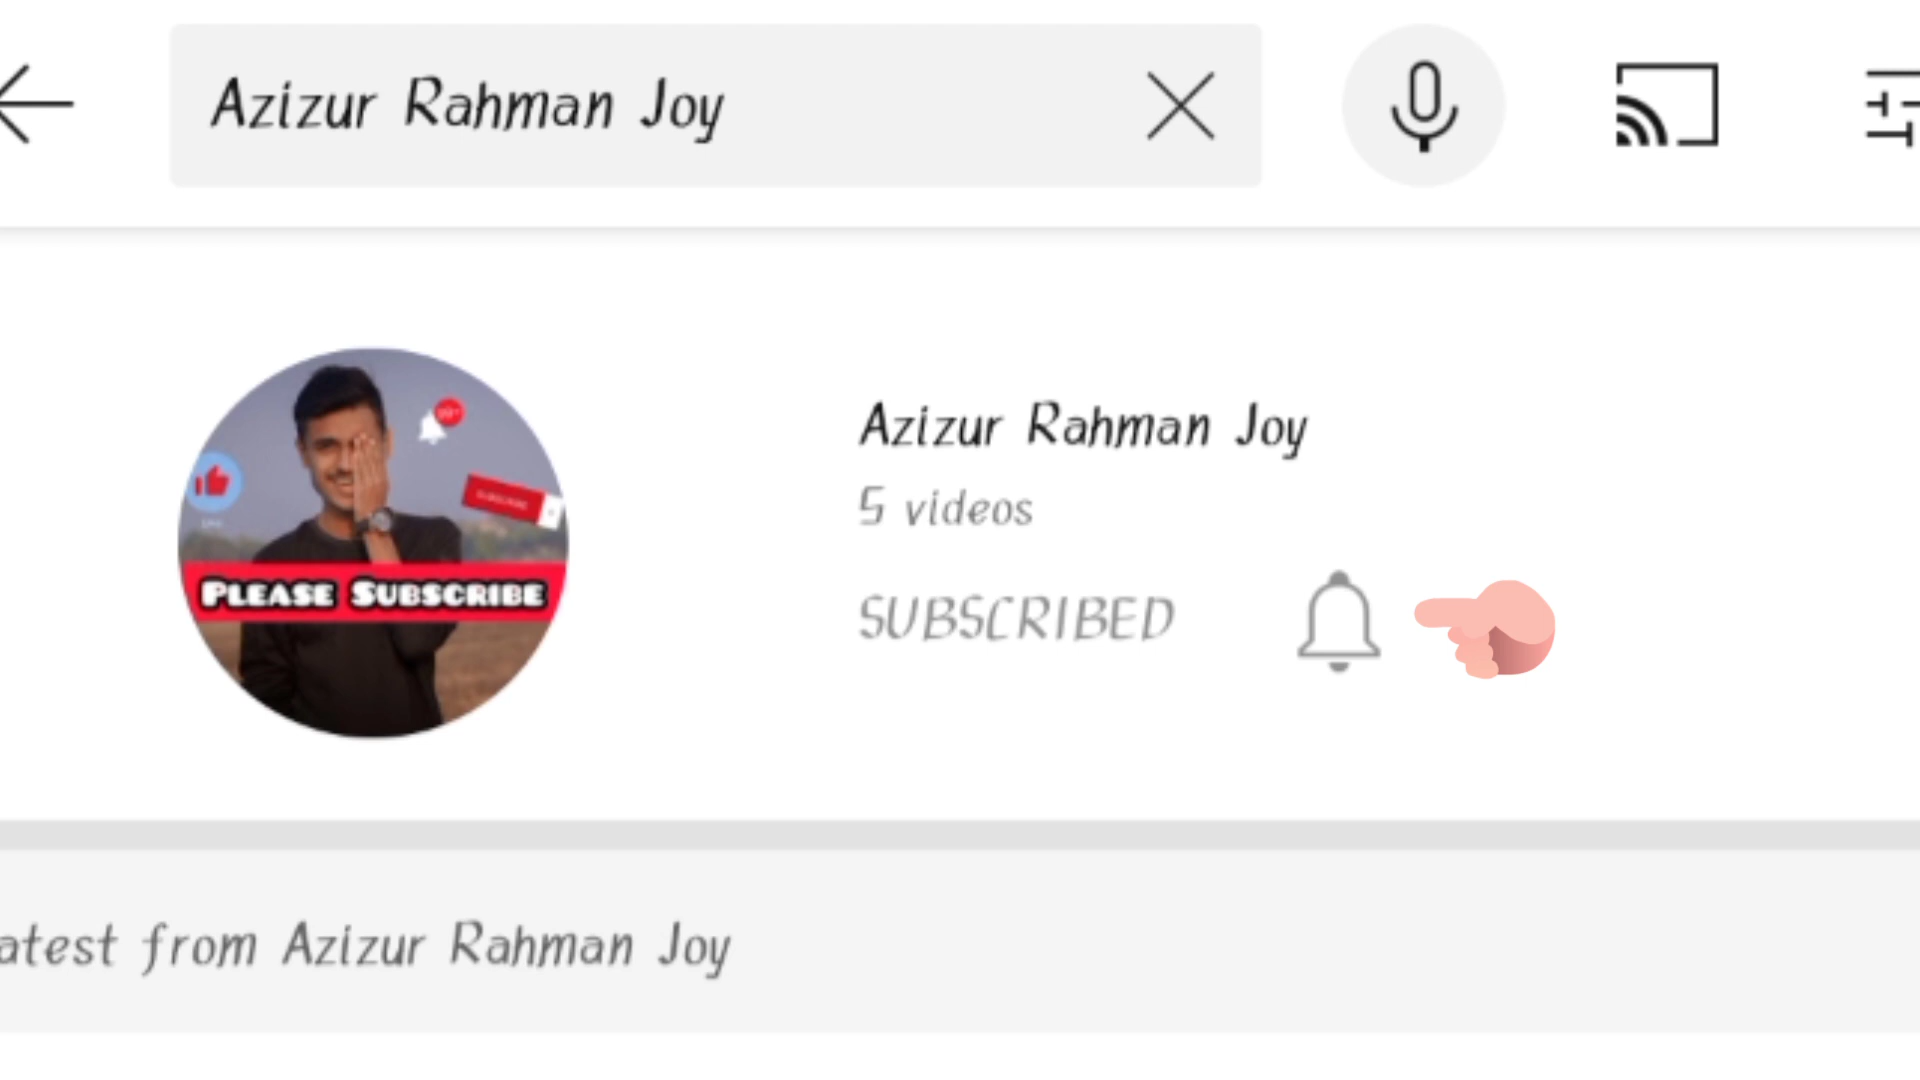 Azizur Rahman Joy
Azizur Rahman Joy
5 videos
SUBSCRIBED
PLEASE SUBSCRIBE
atest from Azizur Rahman Joy